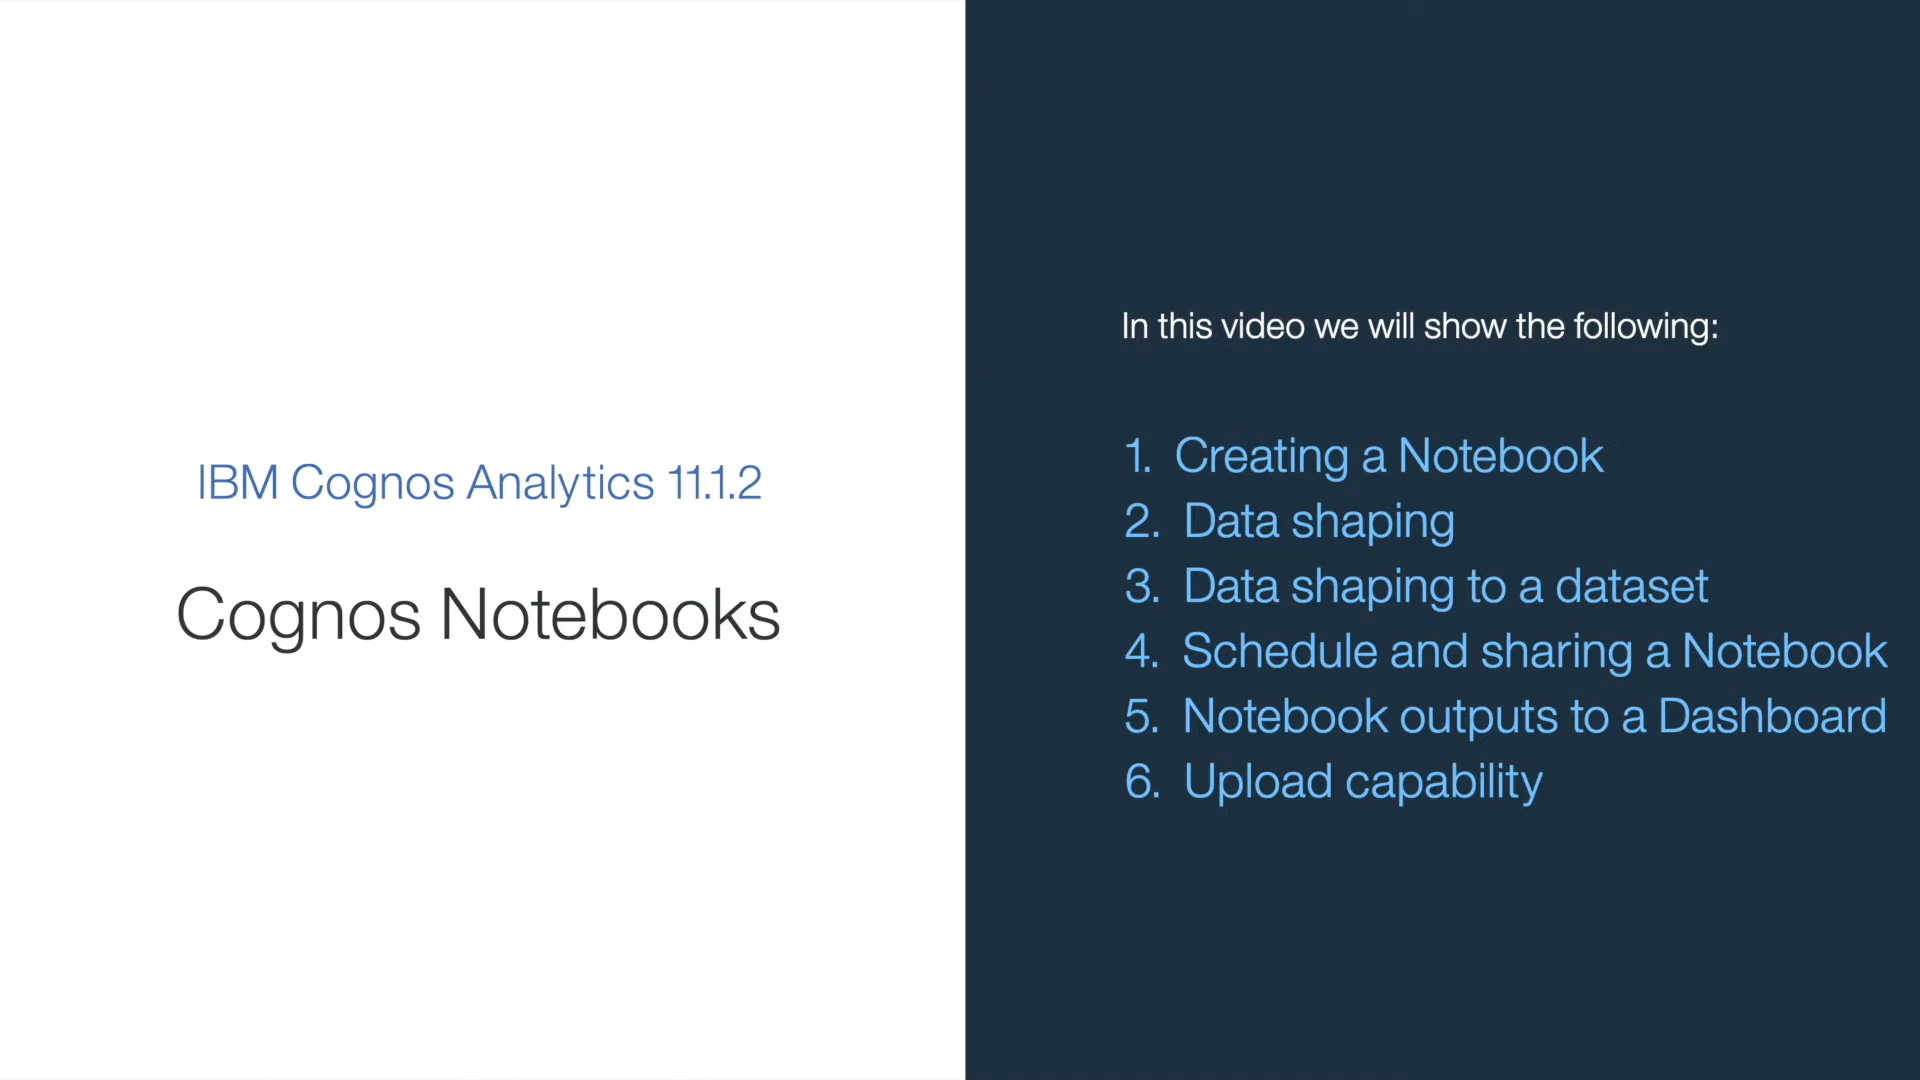 IBM Cognos Analytics 11.1.2
Cognos Notebooks
In this video we will show the following:
1. Creating a Notebook
2. Data shaping
3. Data shaping to a dataset
4. Schedule and sharing a Notebook
5. Notebook outputs to a Dashboard
6. Upload capability